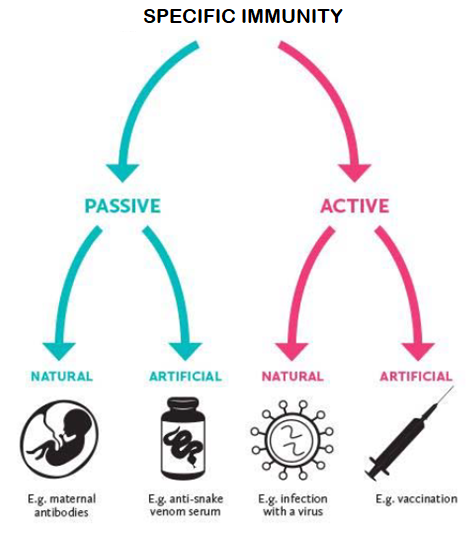 SPECIFIC IMMUNITY
PASSIVE
ACTIVE
NATURAL
ARTIFICIAL
NATURAL
ARTIFICIAL
E.g. maternal
antibodies
E.g. anti-snake
venom serum
E.g. infection
with a virus
E.g. vaccination